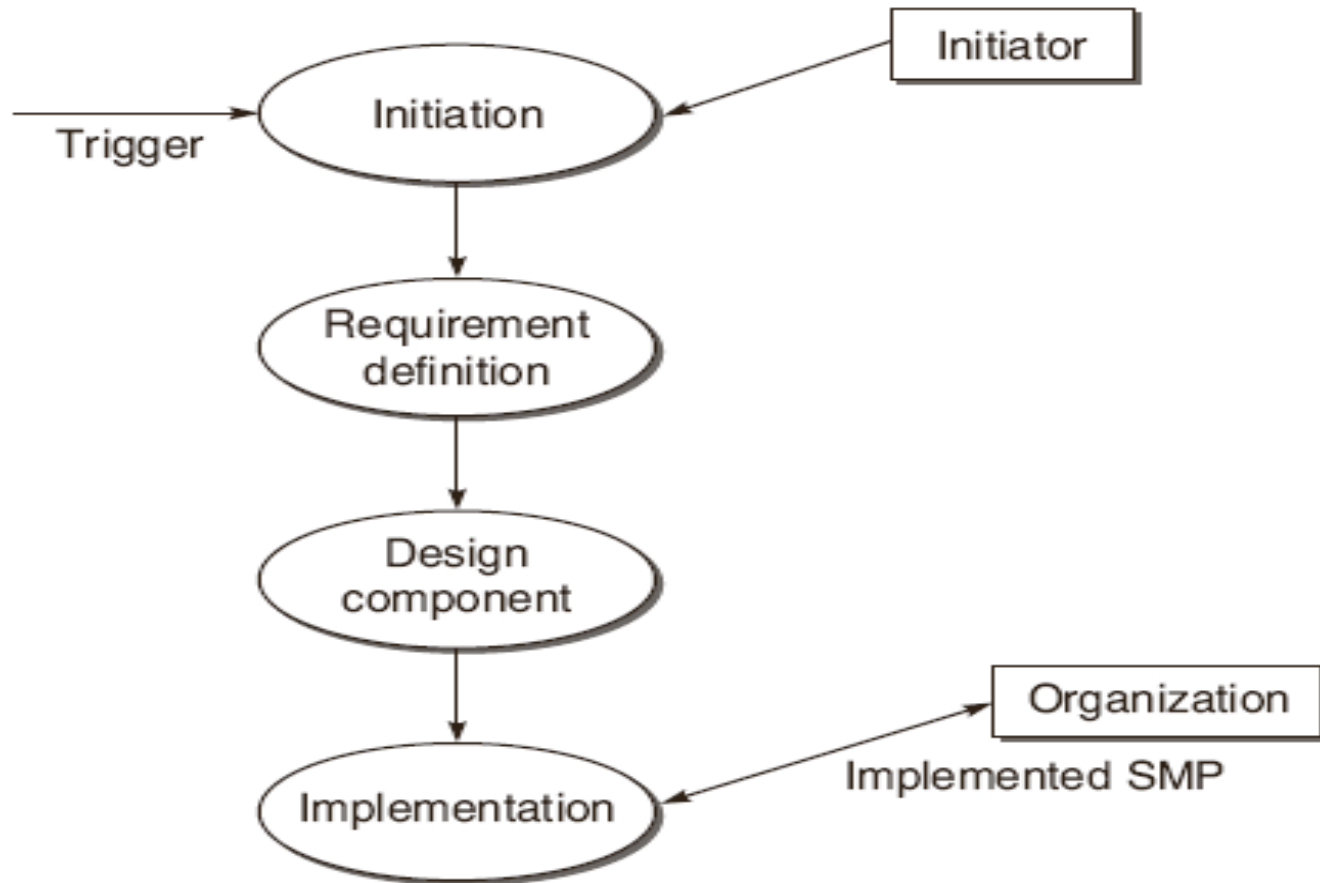 Initiator
Initiation
Trigger
Requirement
definition
Design
component
Organization
Implemented SMP
Implementation